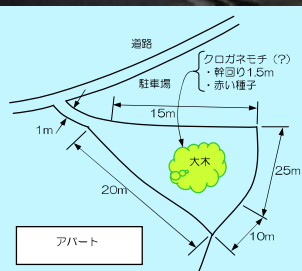 道路
クロガネモチ(?)
・幹回り1.5m
・赤い種子
駐車場
15m
1m
大木
25m
20m
10m
アパート